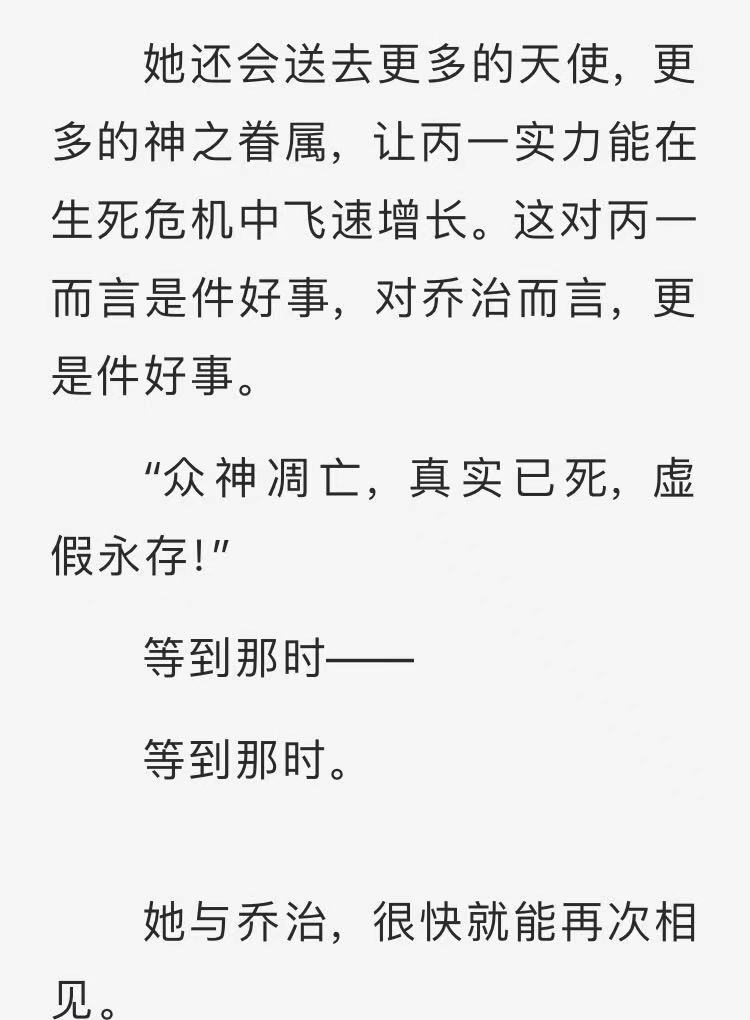 她还会送去更多的天使，更
多的神之眷属，让丙一实力能在
生死危机中飞速增长。这对丙一
而言是件好事，对乔治而言，更
是件好事。
“众神凋亡，真实已死，虚
假永存！”
等到那时——
等到那时。
她与乔治，很快就能再次相
见。